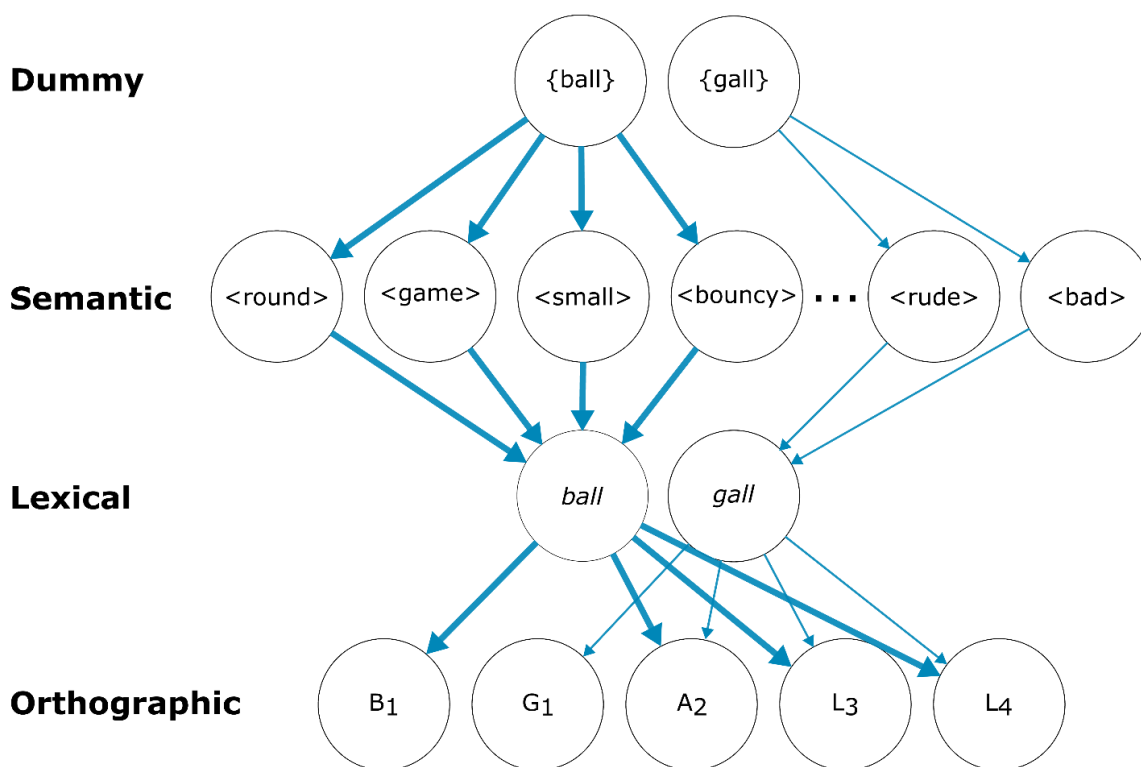 Dummy {ball} {gall}
Semantic <round> <game> <small> <bouncy> ... <rude> <bad>
Lexical ball gall
Orthographic B1 G1 A2 L3 L4